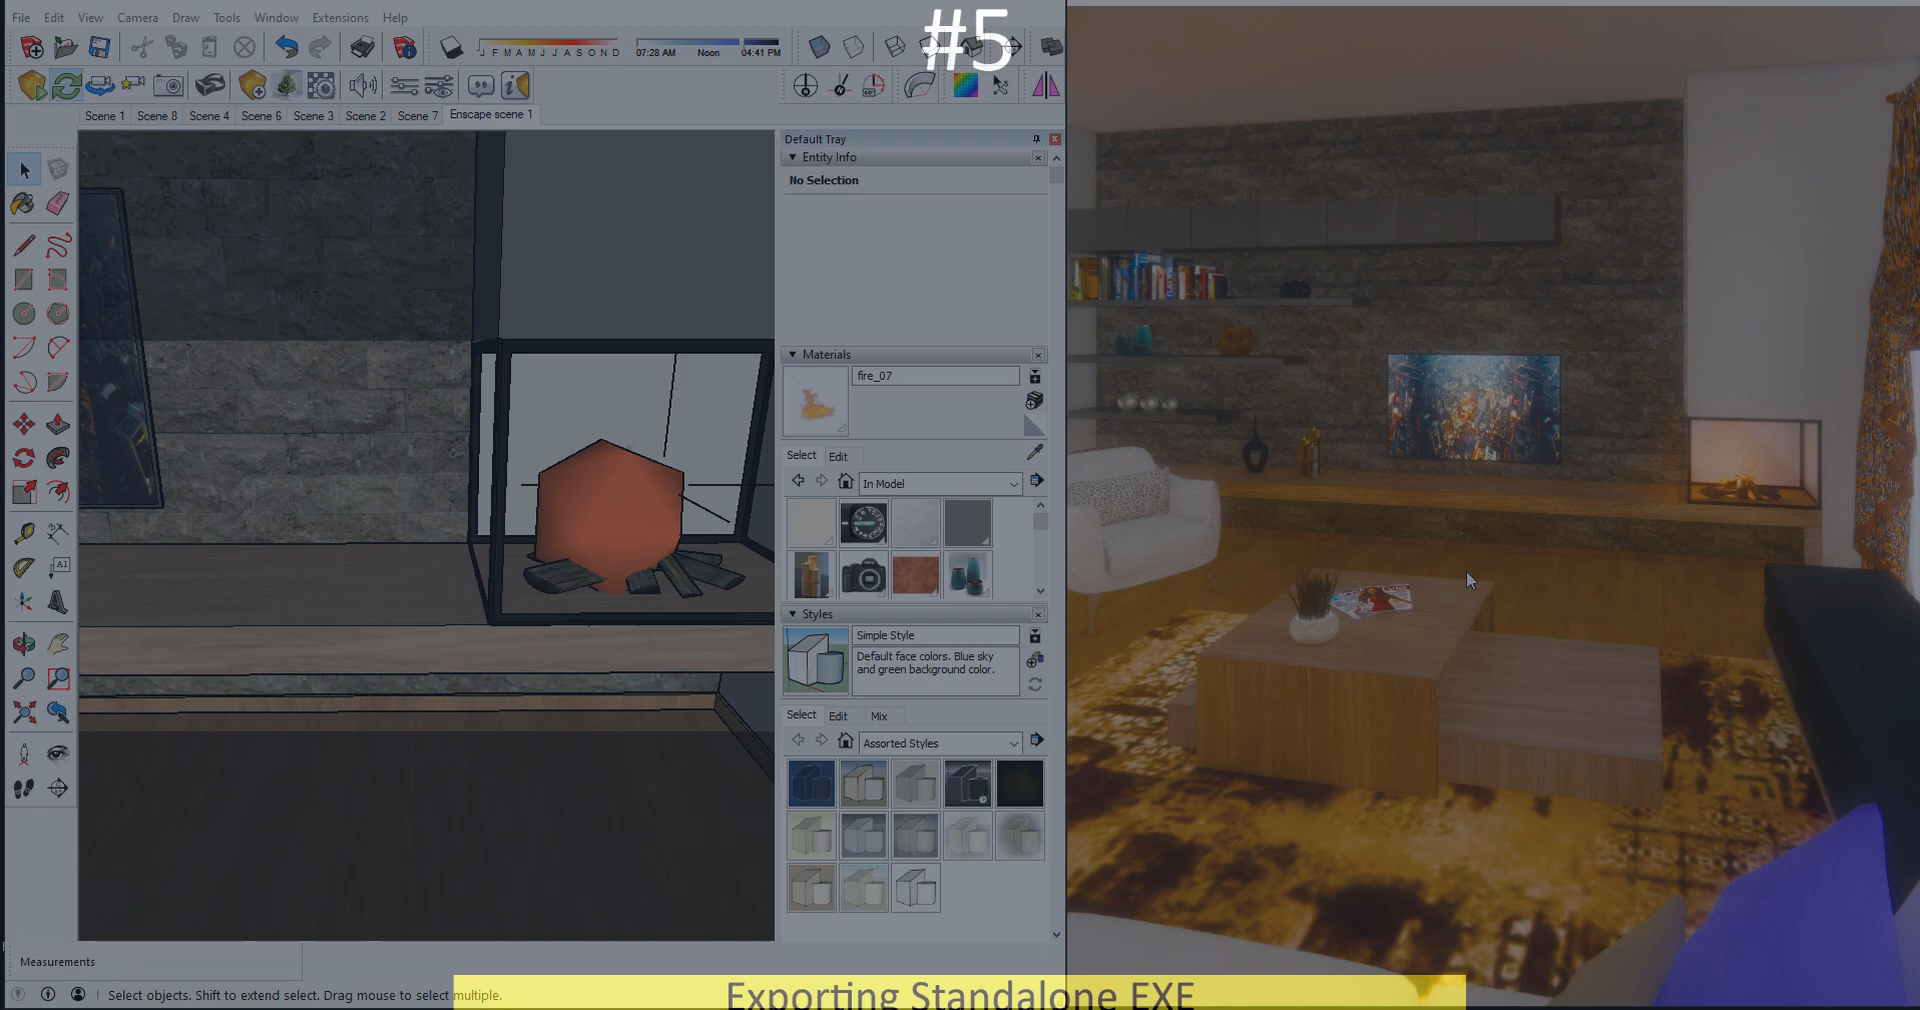 File Edit View Camera Draw Tools Window Extensions Help
#5
J F M A M J J A S O N D
07:28 AM Noon 04:41 PM
Scene 1 Scene 8 Scene 4 Scene 6 Scene 3 Scene 2 Scene 7 Enscape scene 1
Default Tray
Entity Info
No Selection
Materials
fire_07
Select Edit
In Model
Styles
Simple Style
Default face colors. Blue sky
and green background color.
Select Edit Mix
Assorted Styles
AI
Measurements
Select objects. Shift to extend select. Drag mouse to select multiple.
Exporting Standalone EXE